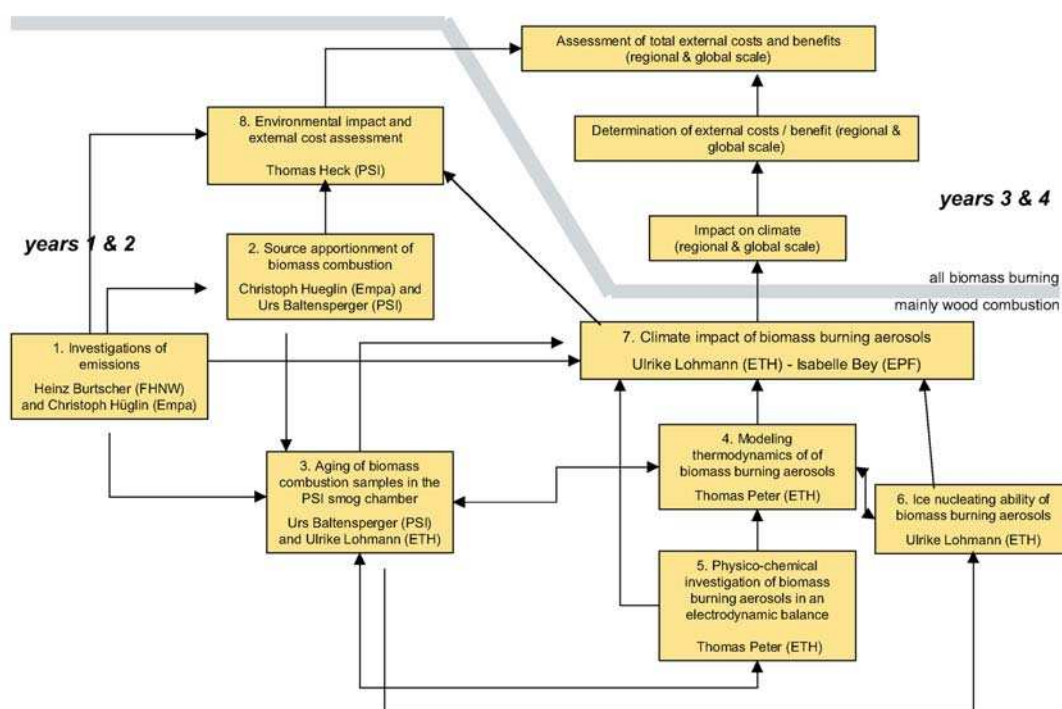 Assessment of total external costs and benefits
(regional & global scale)
8. Environmental impact and
external cost assessment
Thomas Heck (PSI)
Determination of external costs / benefit (regional &
global scale)
years 3 & 4
years 1 & 2
2. Source apportionment of
biomass combustion
Christoph Hueglin (Empa) and
Urs Baltensperger (PSI)
Impact on climate
(regional & global scale)
all biomass burning
mainly wood combustion
1. Investigations of
emissions
Heinz Burtscher (FHNW)
and Christoph Hüglin (Empa)
7. Climate impact of biomass burning aerosols
Ulrike Lohmann (ETH) - Isabelle Bey (EPF)
3. Aging of biomass
combustion samples in the
PSI smog chamber
Urs Baltensperger (PSI)
and Ulrike Lohmann (ETH)
4. Modeling
thermodynamics of of
biomass burning aerosols
Thomas Peter (ETH)
6. Ice nucleating ability of
biomass burning aerosols
Ulrike Lohmann (ETH)
5. Physico-chemical
investigation of biomass
burning aerosols in an
electrodynamic balance
Thomas Peter (ETH)